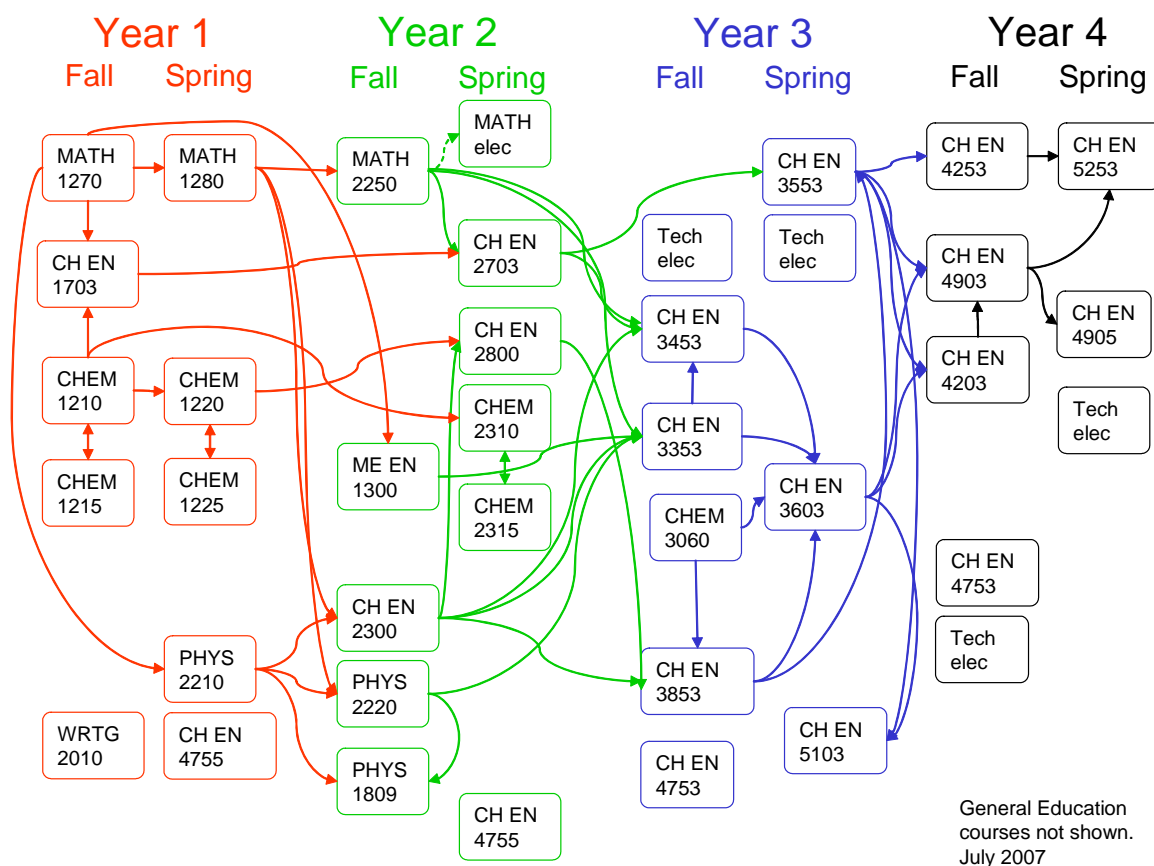 Year 1
Year 2
Year 3
Year 4
Fall
Spring
Fall
Spring
Fall
Spring
Fall
Spring
MATH
1270
CH EN
1703
CHEM
1210
CHEM
1215
WRTG
2010
MATH
1280
CHEM
1220
CHEM
1225
PHYS
2210
CH EN
4755
MATH
2250
ME EN
1300
CH EN
2300
PHYS
2220
PHYS
1809
MATH
elec
CH EN
2703
CH EN
2800
CHEM
2310
CHEM
2315
CH EN
4755
Tech
elec
CH EN
3453
CH EN
3353
CHEM
3060
CH EN
3853
CH EN
4753
CH EN
3553
Tech
elec
CH EN
3603
CH EN
5103
CH EN
4253
CH EN
4903
CH EN
4203
CH EN
4753
Tech
elec
CH EN
5253
CH EN
4905
Tech
elec
General Education
courses not shown.
July 2007